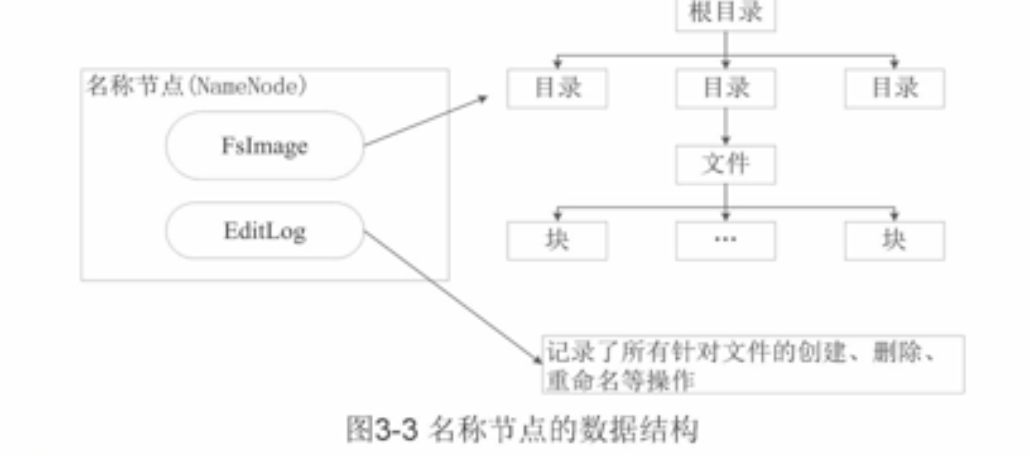 根目录
名称节点(NameNode)
目录
目录
目录
FsImage
文件
EditLog
块
…
块
记录了所有针对文件的创建、删除、
重命名等操作
图3-3 名称节点的数据结构